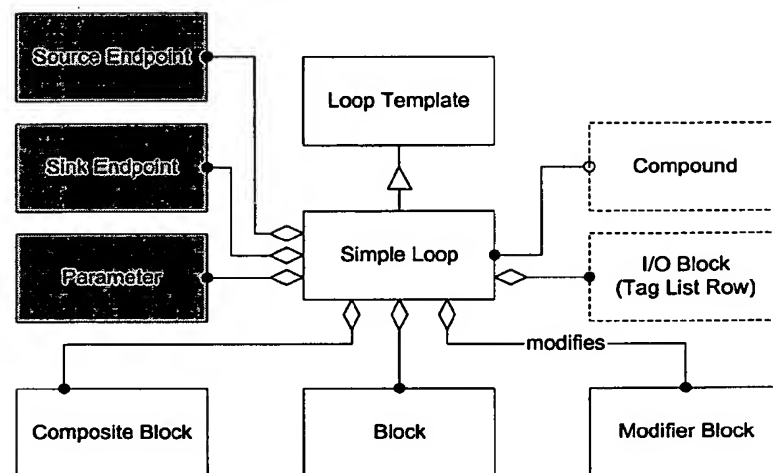 Source Endpoint
Loop Template
Sink Endpoint
Compound
Parameter
Simple Loop
I/O Block
(Tag List Row)
modifies
Composite Block
Block
Modifier Block